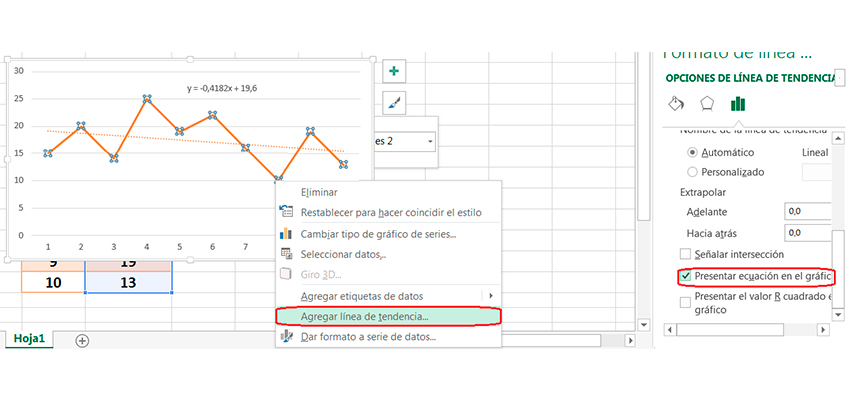 30
25
20
15
10
5
0
y = -0,4182x + 19,6
1 2 3 4 5 6 7
es 2
9 19
10 13
Hoja1
Eliminar
Restablecer para hacer coincidir el estilo
Cambiar tipo de gráfico de series...
Seleccionar datos...
Giro 3D...
Agregar etiquetas de datos
Agregar línea de tendencia...
Dar formato a serie de datos...
Formato de línea ...
OPCIONES DE LÍNEA DE TENDENCIA
Nombre de la línea de tendencia
Automático Lineal
Personalizado
Extrapolar
Adelante 0,0
Hacia atrás 0,0
Señalar intersección
Presentar ecuación en el gráfic
Presentar el valor R cuadrado e
gráfico